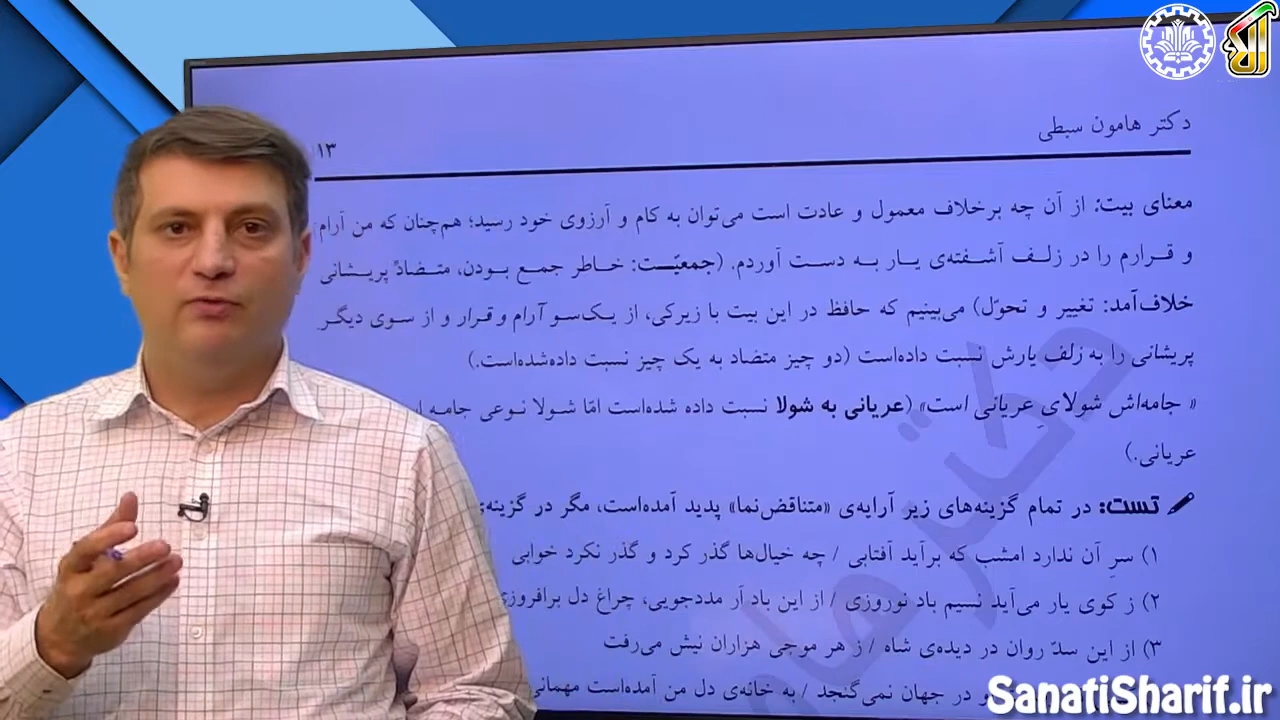 دکتر هامون سبطی
۱۳
معنای بیت: از آن چه برخلاف معمول و عادت است می‌توان به کام و آرزوی خود رسید؛ هم‌چنان که من آرام
و قرارم را در زلف آشفته‌ی یار به دست آوردم. (جمعیّت: خاطر جمع بودن، متضادّ پریشانی
خلاف‌آمد: تغییر و تحوّل) می‌بینیم که حافظ در این بیت با زیرکی، از یک‌سو آرام و قرار و از سوی دیگر
پریشانی را به زلف یارش نسبت داده‌است (دو چیز متضاد به یک چیز نسبت داده‌شده‌است.)
« جامه‌اش شولایِ عریانی است» (عریانی به شولا نسبت داده شده‌است امّا شولا نوعی جامه
عریانی.)
تست: در تمام گزینه‌های زیر آرایه‌ی «متناقض‌نما» پدید آمده‌است، مگر در گزینه‌
۱) سرِ آن ندارد امشب که برآید آفتابی / چه خیال‌ها گذر کرد و گذر نکرد خوابی
۲) ز کوی یار می‌آید نسیم باد نوروزی / از این باد اَر مددجویی، چراغ دل برافروزی
۳) از این سدّ روان در دیده‌ی شاه / ز هر موجی هزاران نیش می‌رفت
و در جهان نمی‌گنجد / به خانه‌ی دل من آمده‌است مهمانی
SanatiSharif.ir